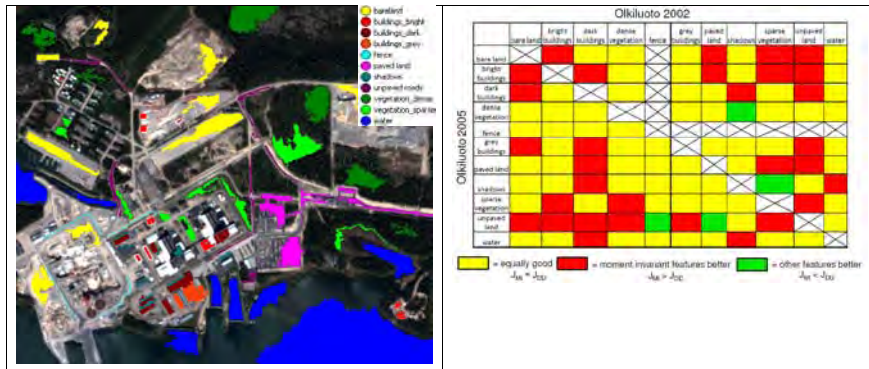 bareland
buildings_bright
buildings_dark
buildings_grey
fence
paved land
shadows
unpaved roads
vegetation_dense
vegetation_sparse
water
Olkiluoto 2002
bare land
bright buildings
dark buildings
dense vegetation
fence
grey buildings
paved land
shadows
sparse vegetation
unpaved land
water
Olkiluoto 2005
bare land
bright buildings
dark buildings
dense vegetation
fence
grey buildings
paved land
shadows
sparse vegetation
unpaved land
water
= equally good
= moment invariant features better
= other features better